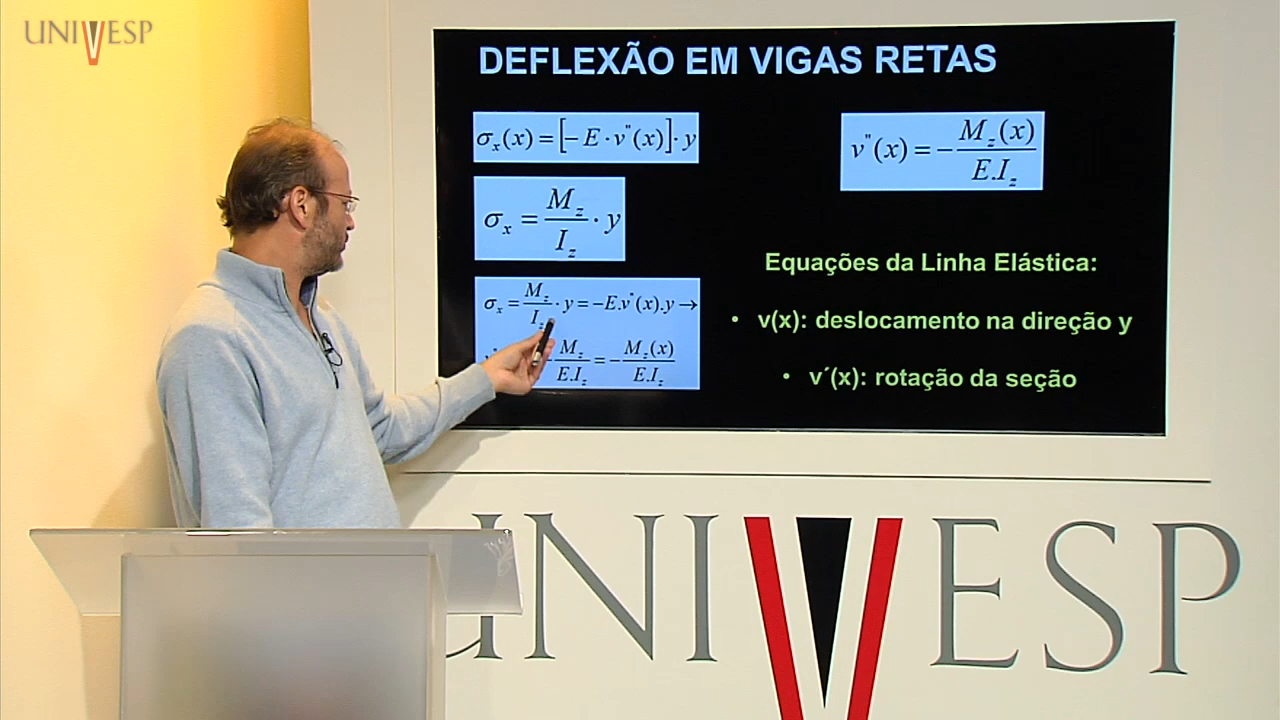 UNIVESP
DEFLEXÃO EM VIGAS RETAS
σx(x) = [− E · v"(x)] · y
σx = Mz / Iz · y
σx = Mz / Iz · y = −E.v"(x).y →
Mz / E.Iz = − Mz(x) / E.Iz
v"(x) = − Mz(x) / E.Iz
Equações da Linha Elástica:
• v(x): deslocamento na direção y
• v´(x): rotação da seção
UNIVESP